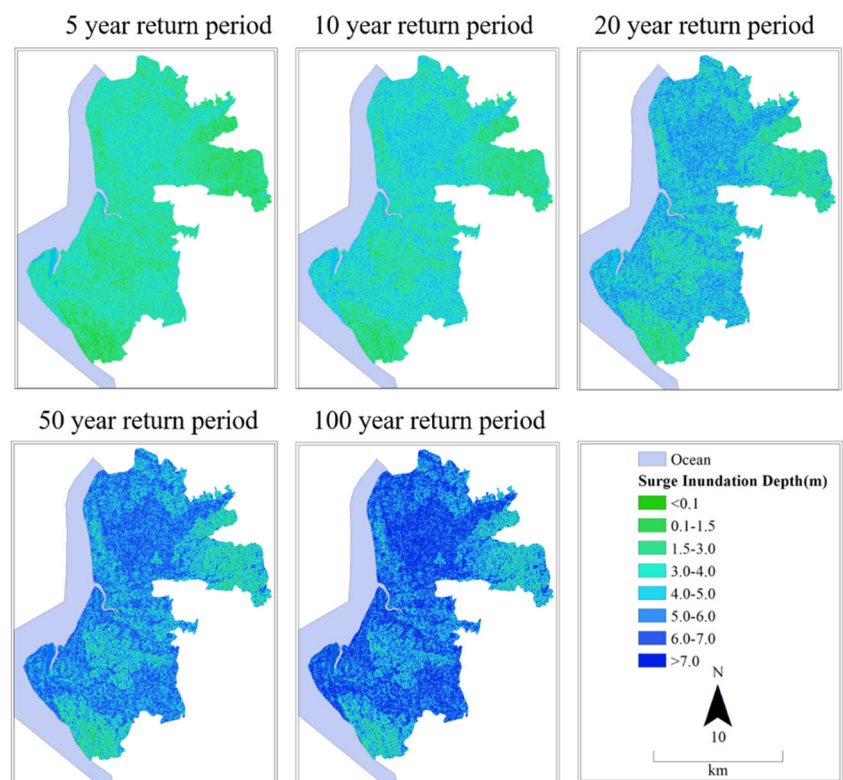 5 year return period
10 year return period
20 year return period
50 year return period
100 year return period
Ocean
Surge Inundation Depth(m)
<0.1
0.1-1.5
1.5-3.0
3.0-4.0
4.0-5.0
5.0-6.0
6.0-7.0
>7.0
N
10
km